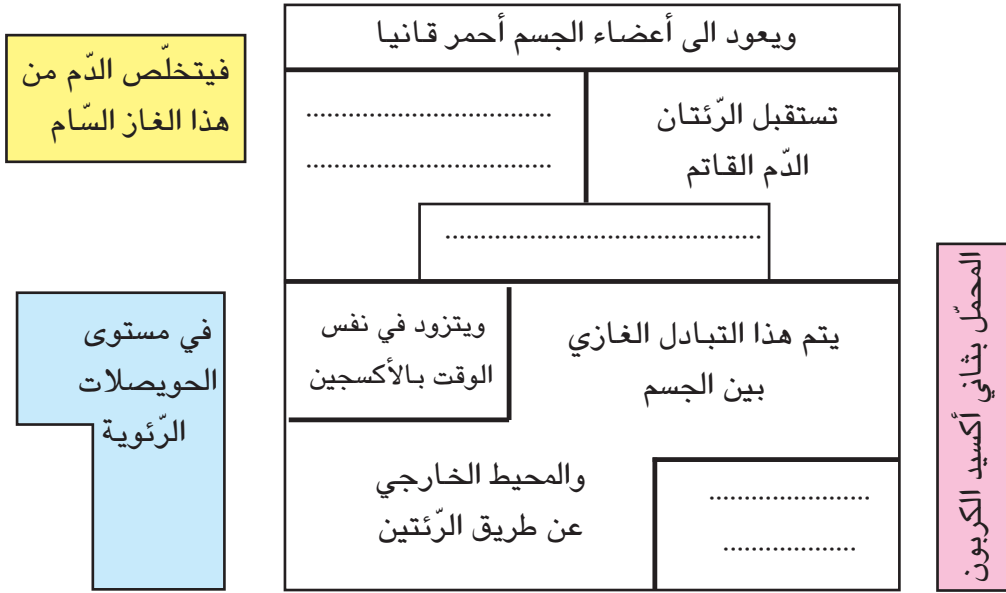 ويعود الى أعضاء الجسم أحمر قانيا
فيتخلّص الدّم من
هذا الغاز السّام
تستقبل الرّئتان
الدّم القاتم
................................
................................
..........................................
المحمّل بثاني أكسيد الكربون
يتم هذا التبادل الغازي
بين الجسم
ويتزود في نفس
الوقت بالأكسجين
في مستوى
الحويصلات
الرّئوية
والمحيط الخارجي
عن طريق الرّئتين
.....................
.................